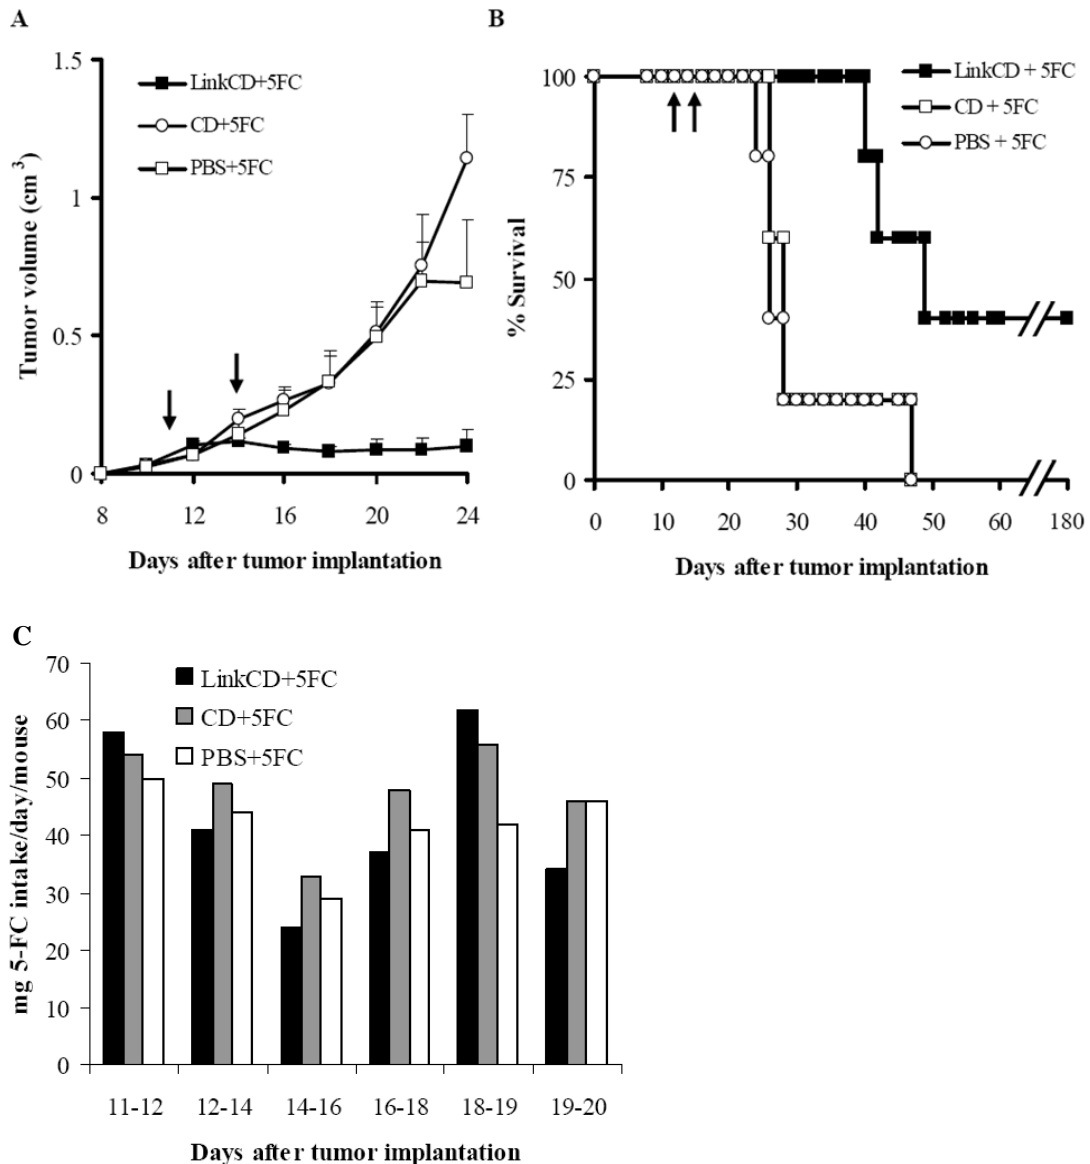 A
Tumor volume (cm 3)
1.5
1
0.5
0
LinkCD+5FC
CD+5FC
PBS+5FC
8 12 16 20 24
Days after tumor implantation
B
% Survival
100
75
50
25
0
LinkCD + 5FC
CD + 5FC
PBS + 5FC
0 10 20 30 40 50 60 180
Days after tumor implantation
C
mg 5-FC intake/day/mouse
70
60
50
40
30
20
10
0
LinkCD+5FC
CD+5FC
PBS+5FC
11-12 12-14 14-16 16-18 18-19 19-20
Days after tumor implantation